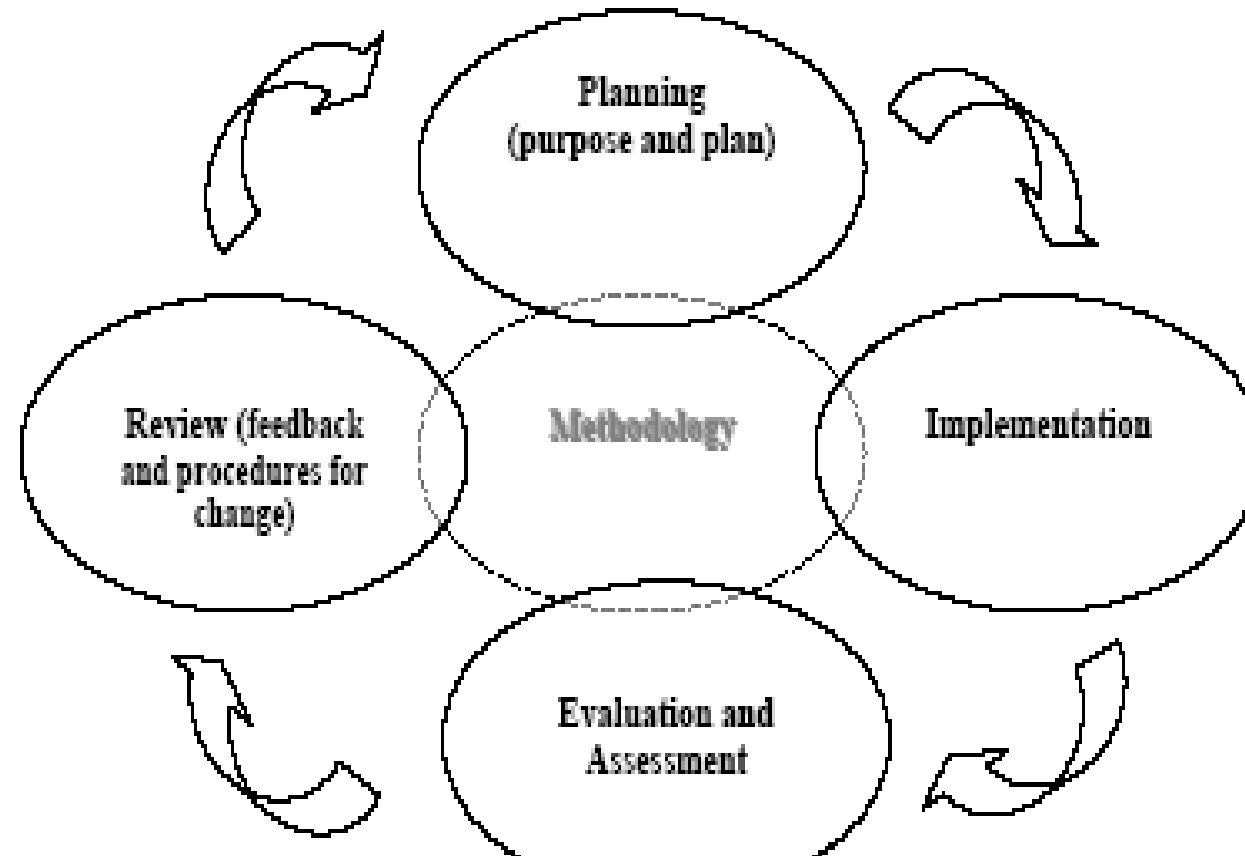 Planning
(purpose and plan)
Review (feedback
and procedures for
change)
Methodology
Implementation
Evaluation and
Assessment